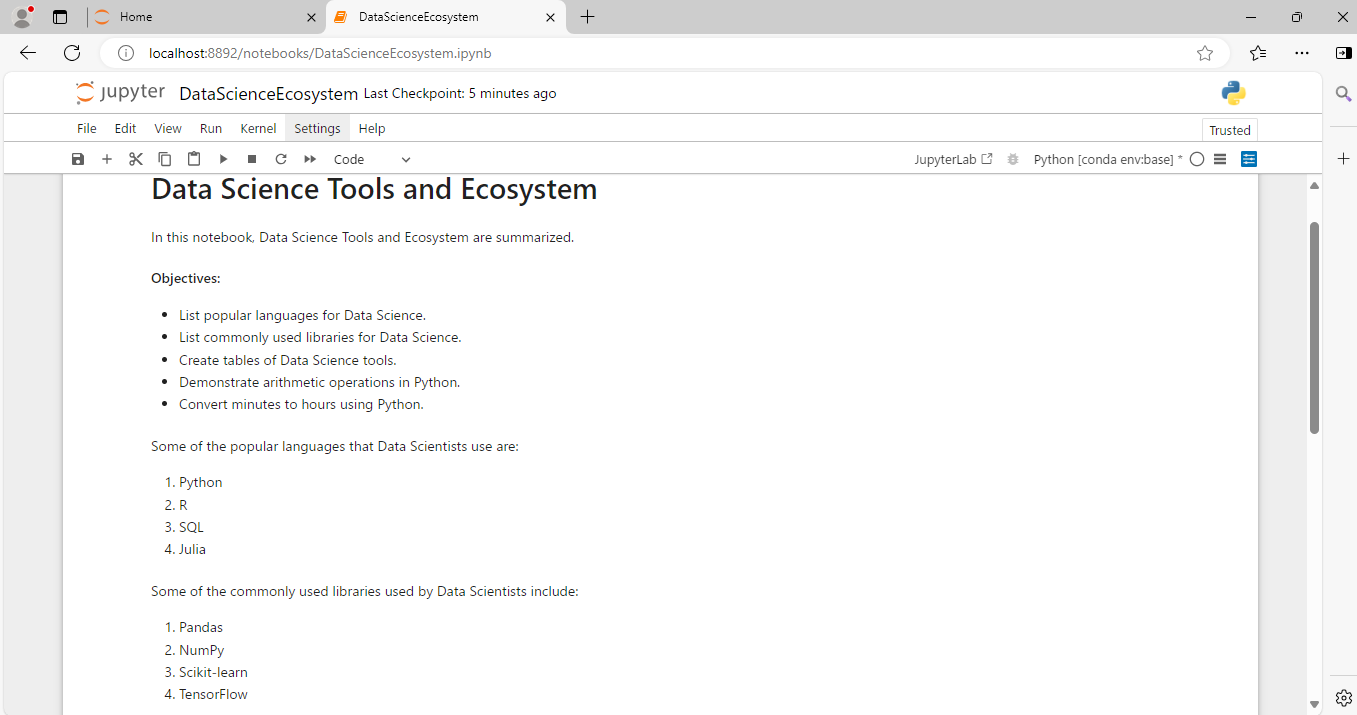 Home
DataScienceEcosystem
localhost:8892/notebooks/DataScienceEcosystem.ipynb
jupyter DataScienceEcosystem Last Checkpoint: 5 minutes ago
File Edit View Run Kernel Settings Help
Trusted
Code
JupyterLab
Python [conda env:base] *
Data Science Tools and Ecosystem
In this notebook, Data Science Tools and Ecosystem are summarized.
Objectives:
• List popular languages for Data Science.
• List commonly used libraries for Data Science.
• Create tables of Data Science tools.
• Demonstrate arithmetic operations in Python.
• Convert minutes to hours using Python.
Some of the popular languages that Data Scientists use are:
1. Python
2. R
3. SQL
4. Julia
Some of the commonly used libraries used by Data Scientists include:
1. Pandas
2. NumPy
3. Scikit-learn
4. TensorFlow